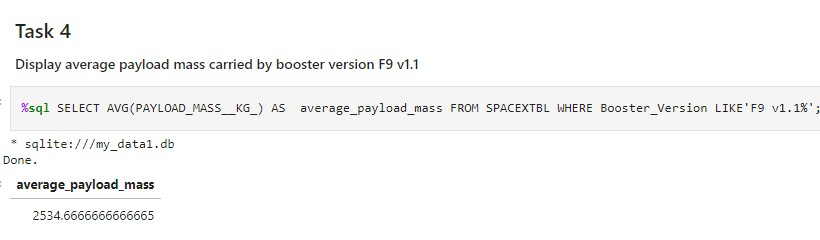 Task 4
Display average payload mass carried by booster version F9 v1.1
%sql SELECT AVG(PAYLOAD_MASS__KG_) AS  average_payload_mass FROM SPACEXTBL WHERE Booster_Version LIKE'F9 v1.1%';
* sqlite:///my_data1.db
Done.
average_payload_mass
2534.6666666666665